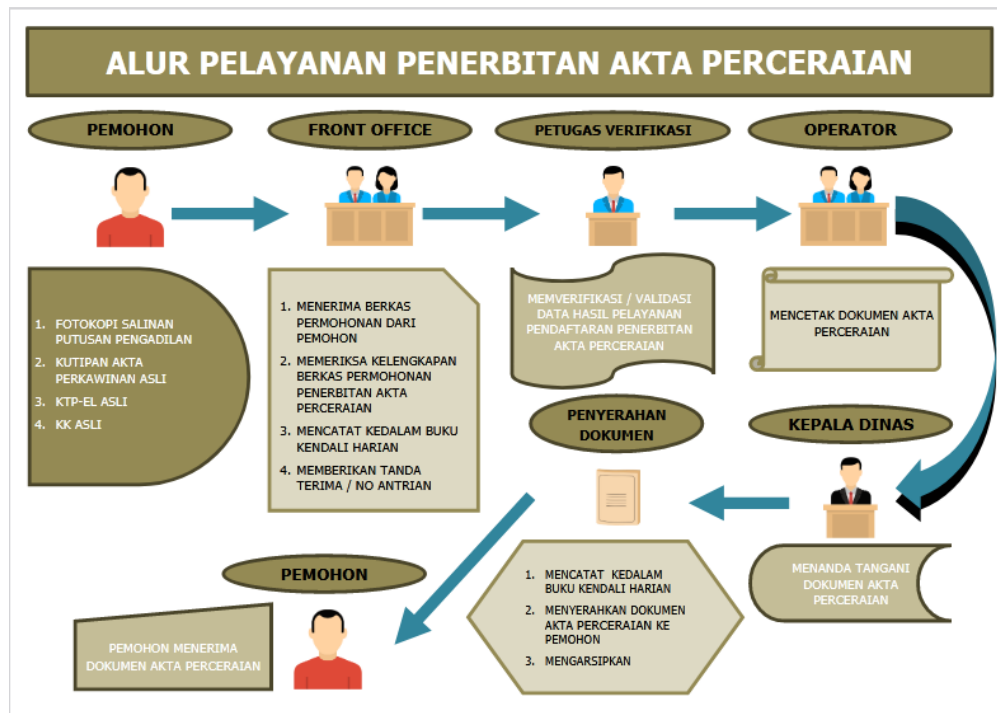 ALUR PELAYANAN PENERBITAN AKTA PERCERAIAN
PEMOHON
FRONT OFFICE
PETUGAS VERIFIKASI
OPERATOR
1. FOTOKOPI SALINAN
PUTUSAN PENGADILAN
2. KUTIPAN AKTA
PERKAWINAN ASLI
3. KTP-EL ASLI
4. KK ASLI
1. MENERIMA BERKAS
PERMOHONAN DARI
PEMOHON
2. MEMERIKSA KELENGKAPAN
BERKAS PERMOHONAN
PENERBITAN AKTA
PERCERAIAN
3. MENCATAT KEDALAM BUKU
KENDALI HARIAN
4. MEMBERIKAN TANDA
TERIMA / NO ANTRIAN
MEMVERIFIKASI / VALIDASI
DATA HASIL PELAYANAN
PENDAFTARAN PENERBITAN
AKTA PERCERAIAN
MENCETAK DOKUMEN AKTA
PERCERAIAN
KEPALA DINAS
MENANDA TANGANI
DOKUMEN AKTA
PERCERAIAN
PENYERAHAN
DOKUMEN
1. MENCATAT KEDALAM
BUKU KENDALI HARIAN
2. MENYERAHKAN DOKUMEN
AKTA PERCERAIAN KE
PEMOHON
3. MENGARSIPKAN
PEMOHON
PEMOHON MENERIMA
DOKUMEN AKTA PERCERAIAN